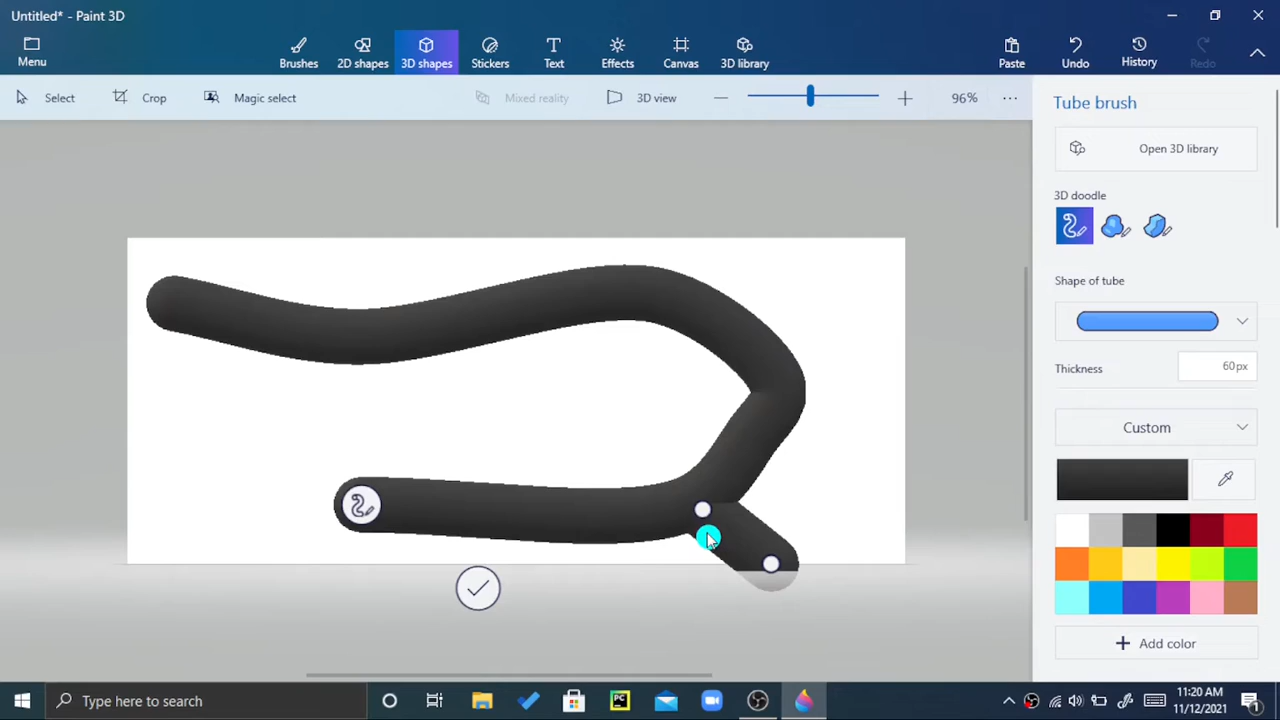 Untitled* - Paint 3D
Menu
Brushes
2D shapes
3D shapes
Stickers
Text
Effects
Canvas
3D library
Paste
Undo
History
Redo
Select
Crop
Magic select
Mixed reality
3D view
96%
Tube brush
Open 3D library
3D doodle
Shape of tube
Thickness
60px
Custom
Add color
Type here to search
PC
11:20 AM
11/12/2021
1